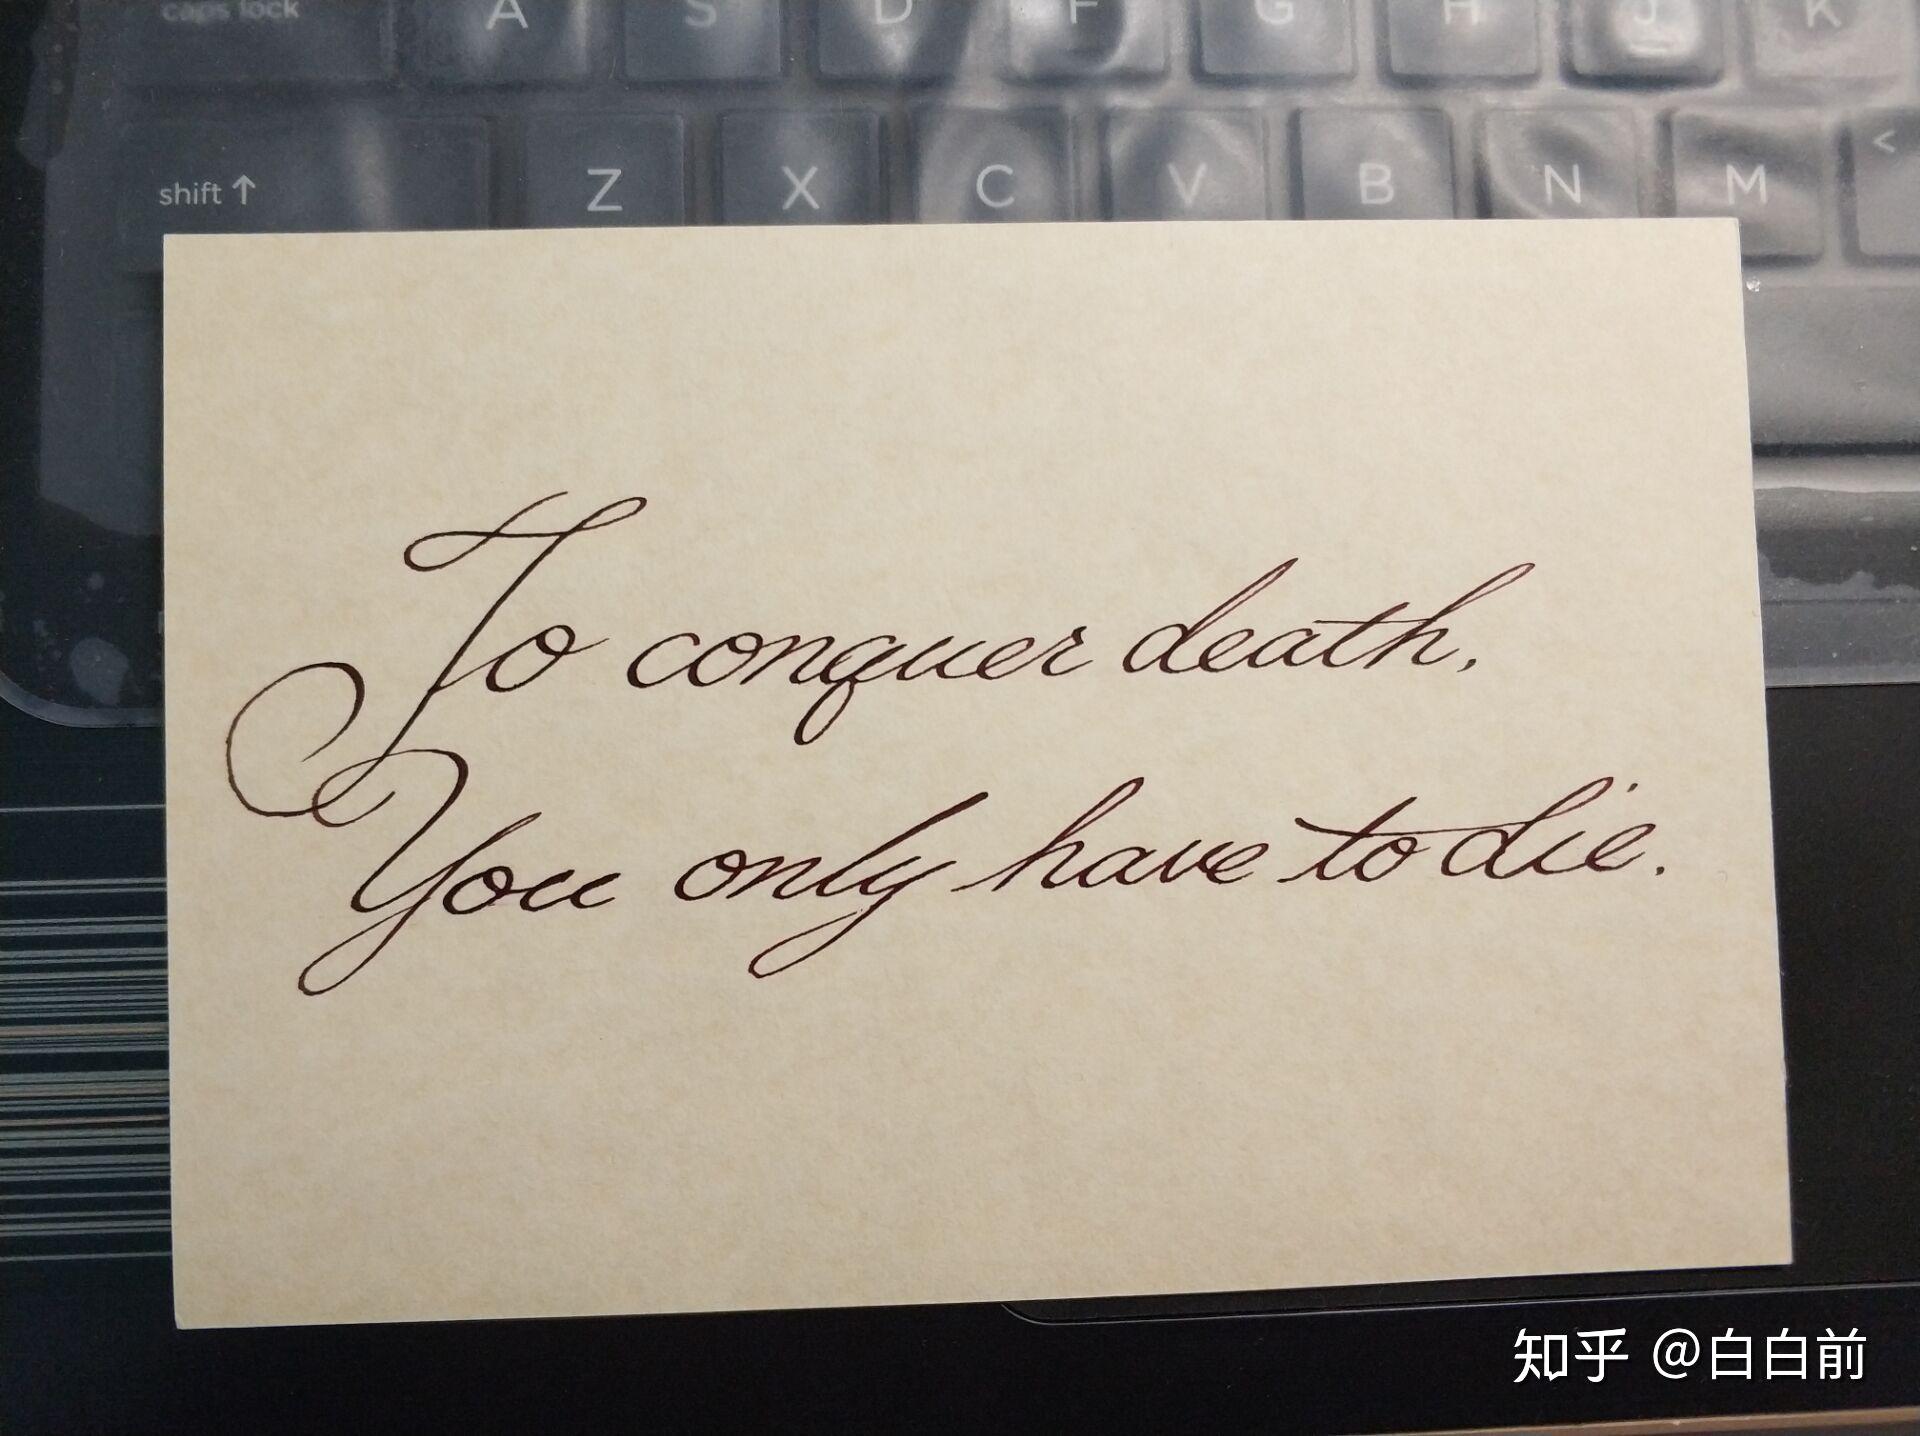 caps lock A S D F G H J K
shift ↑ Z X C V B N M <
To conquer death,
You only have to die.
知乎 @白白前